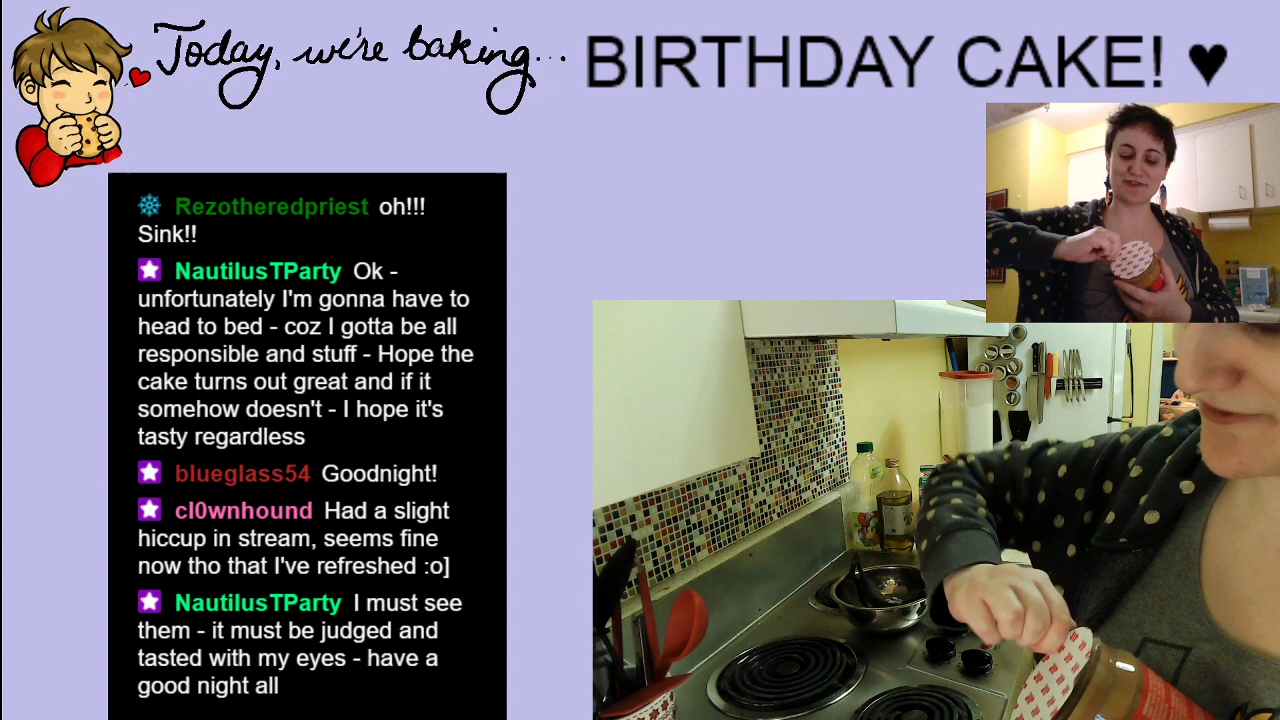 Today, we're baking... BIRTHDAY CAKE! ♥
Rezotheredpriest oh!!!
Sink!!
NautilusTParty Ok -
unfortunately I'm gonna have to
head to bed - coz I gotta be all
responsible and stuff - Hope the
cake turns out great and if it
somehow doesn't - I hope it's
tasty regardless
blueglass54 Goodnight!
cl0wnhound Had a slight
hiccup in stream, seems fine
now tho that I've refreshed :o]
NautilusTParty I must see
them - it must be judged and
tasted with my eyes - have a
good night all